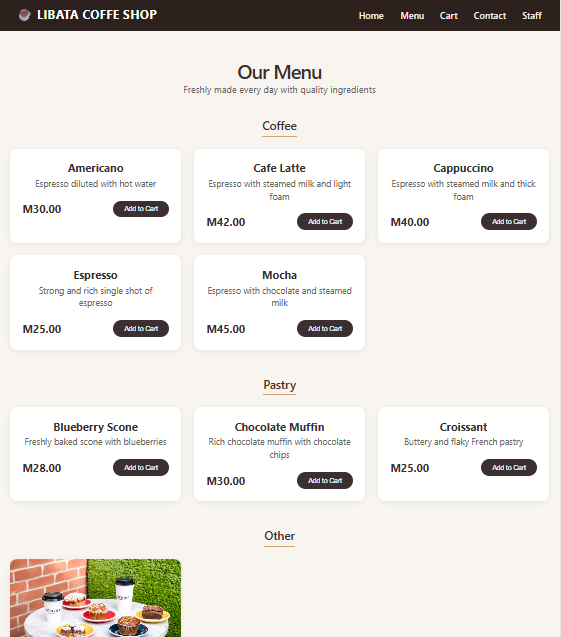 LIBATA COFFE SHOP
Home Menu Cart Contact Staff
Our Menu
Freshly made every day with quality ingredients
Coffee
Americano
Espresso diluted with hot water
M30.00 Add to Cart
Cafe Latte
Espresso with steamed milk and light
foam
M42.00 Add to Cart
Cappuccino
Espresso with steamed milk and thick
foam
M40.00 Add to Cart
Espresso
Strong and rich single shot of
espresso
M25.00 Add to Cart
Mocha
Espresso with chocolate and steamed
milk
M45.00 Add to Cart
Pastry
Blueberry Scone
Freshly baked scone with blueberries
M28.00 Add to Cart
Chocolate Muffin
Rich chocolate muffin with chocolate
chips
M30.00 Add to Cart
Croissant
Buttery and flaky French pastry
M25.00 Add to Cart
Other